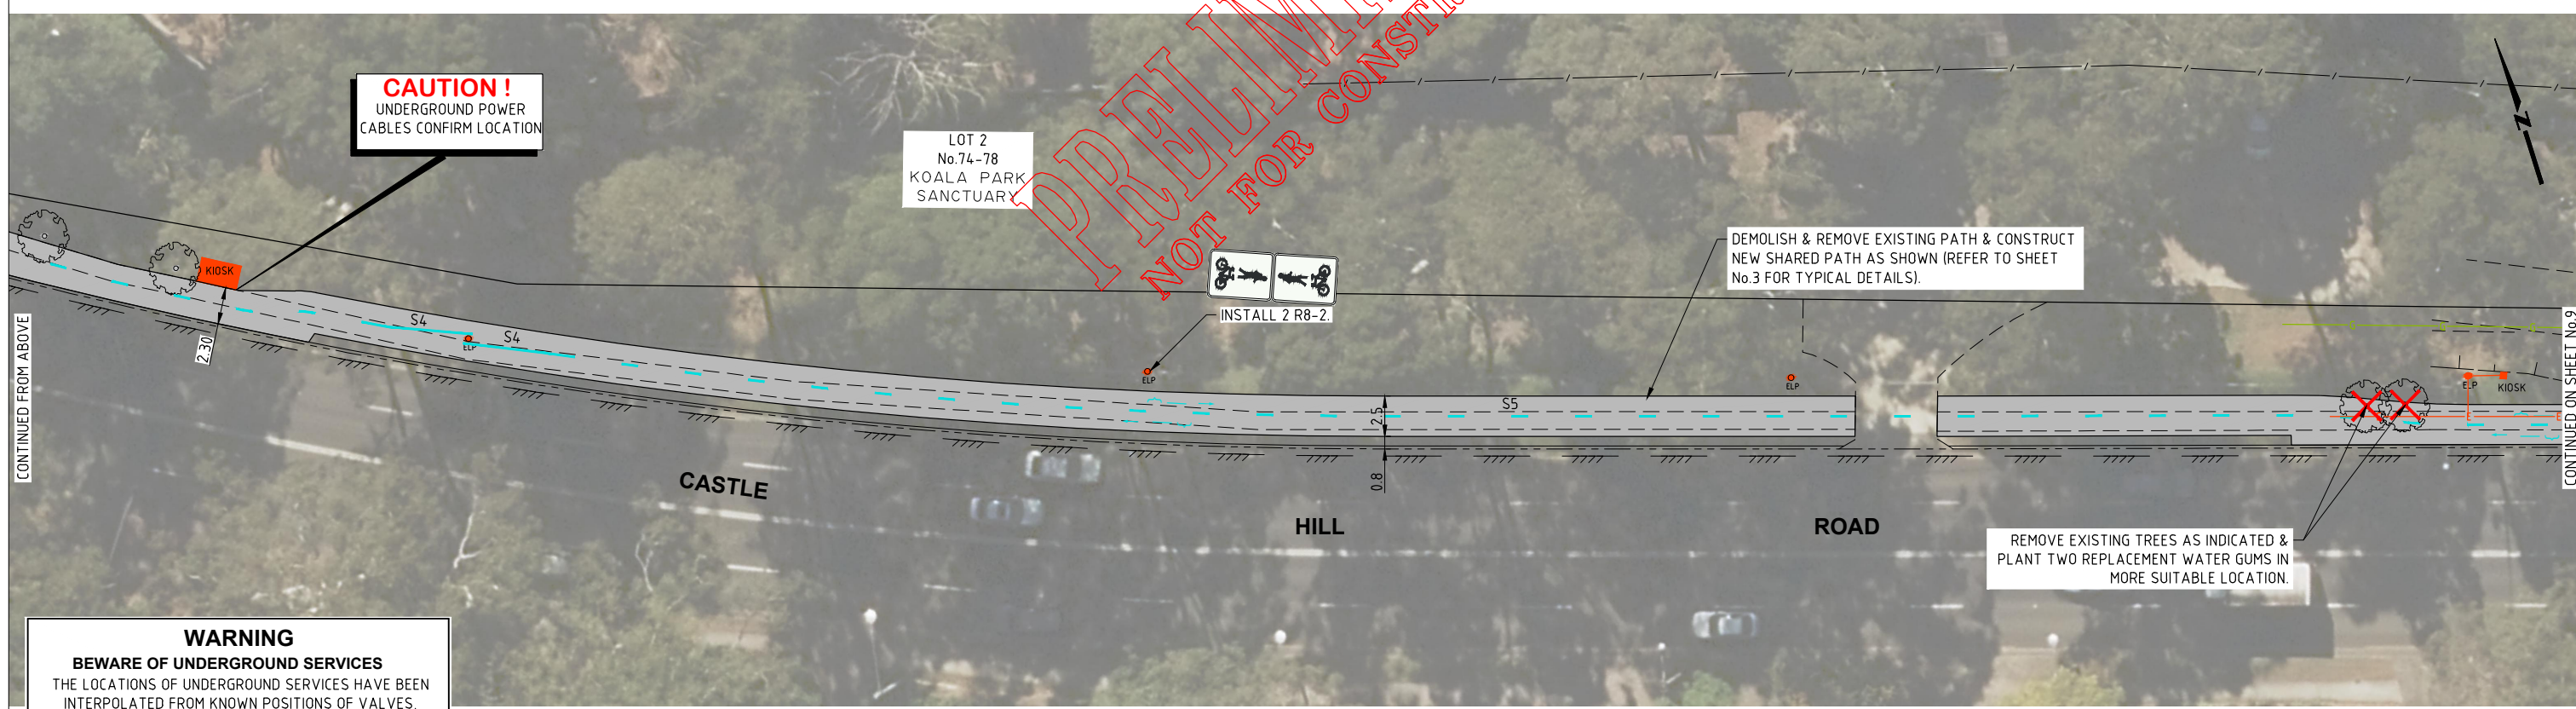 CAUTION !
UNDERGROUND POWER
CABLES CONFIRM LOCATION
LOT 2
No.74-78
KOALA PARK
SANCTUARY
NOT FOR
DEMOLISH & REMOVE EXISTING PATH & CONSTRUCT
NEW SHARED PATH AS SHOWN (REFER TO SHEET
No.3 FOR TYPICAL DETAILS).
N
KIOSK
INSTALL 2 R8-2.
CONTINUED FROM ABOVE
2.30
S4
S4
ELP
ELP
ELP
ELP
KIOSK
S5
2.5
0.8
G
G
G
E
E
CONTINUED ON SHEET No.9
CASTLE
HILL
ROAD
REMOVE EXISTING TREES AS INDICATED &
PLANT TWO REPLACEMENT WATER GUMS IN
MORE SUITABLE LOCATION.
WARNING
BEWARE OF UNDERGROUND SERVICES
THE LOCATIONS OF UNDERGROUND SERVICES HAVE BEEN
INTERPOLATED FROM KNOWN POSITIONS OF VALVES,